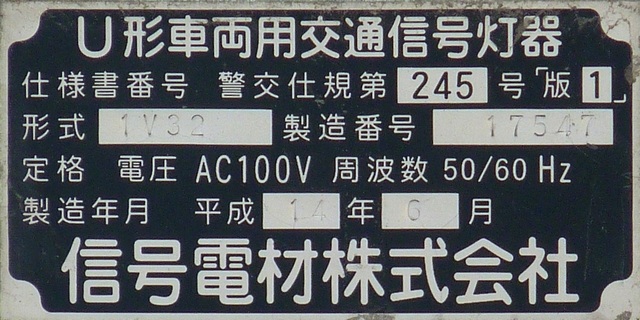 U形車両用交通信号灯器
仕様書番号 警交仕規第 245 号「版1」
形式 1V32 製造番号 17547
定格 電圧 AC100V 周波数 50/60 Hz
製造年月 平成 14 年 6 月
信号電材株式会社